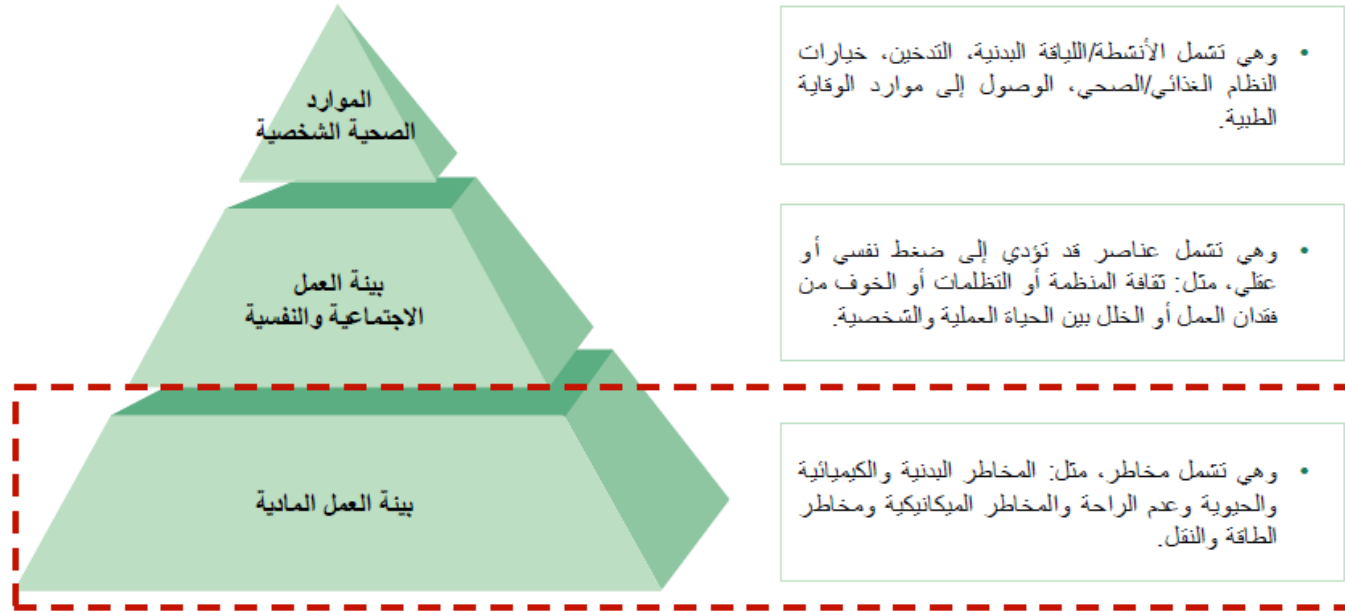 الموارد
الصحية الشخصية
• وهي تشمل الأنشطة/اللياقة البدنية، التدخين، خيارات
النظام الغذائي/الصحي، الوصول إلى موارد الوقاية
الطبية.
بيئة العمل
الاجتماعية والنفسية
• وهي تشمل عناصر قد تؤدي إلى ضغط نفسي أو
عقلي، مثل: ثقافة المنظمة أو التظلمات أو الخوف من
فقدان العمل أو الخلل بين الحياة العملية والشخصية.
بيئة العمل المادية
• وهي تشمل مخاطر، مثل: المخاطر البدنية والكيميائية
والحيوية وعدم الراحة والمخاطر الميكانيكية ومخاطر
الطاقة والنقل.